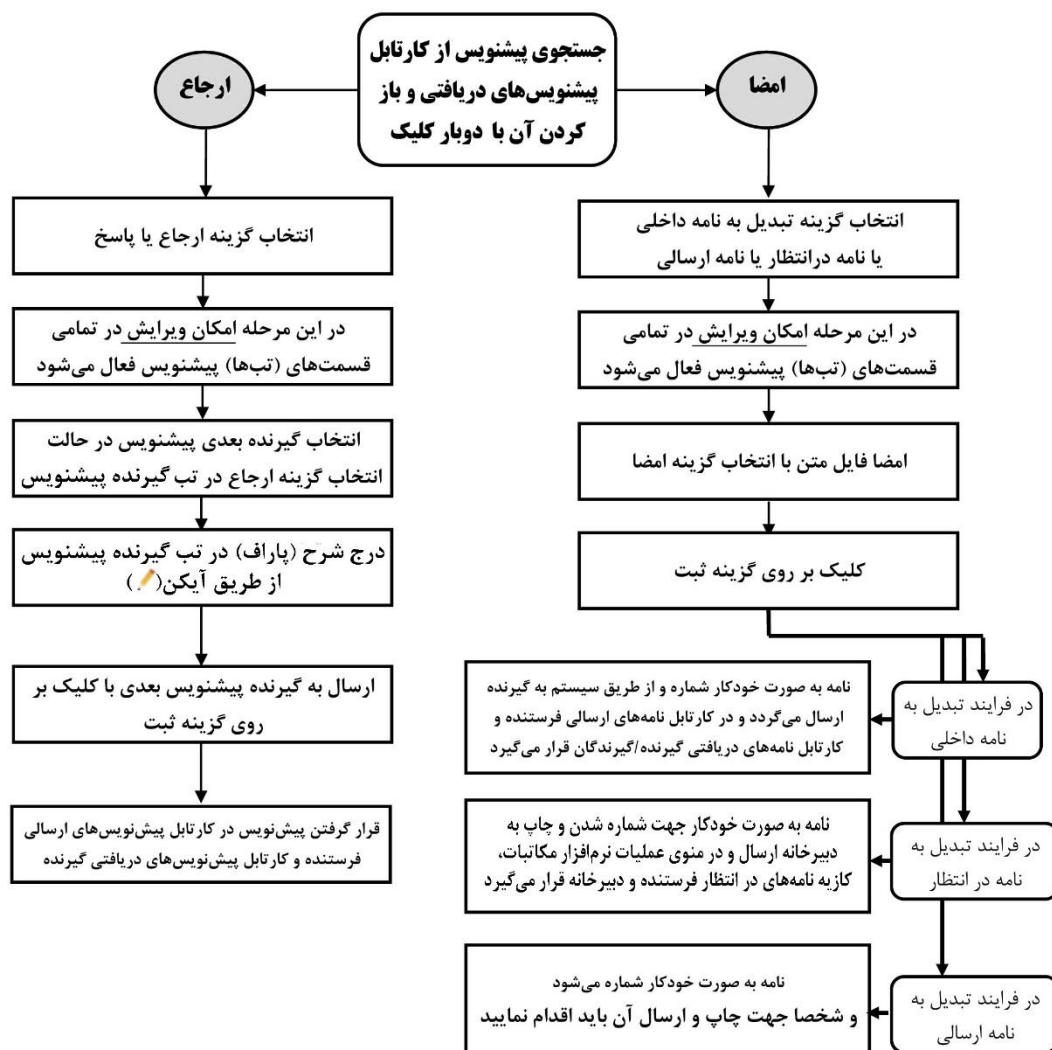 جستجوی پیشنویس از کارتابل
پیشنویس‌های دریافتی و باز
کردن آن با دوبار کلیک
امضا
انتخاب گزینه تبدیل به نامه داخلی
یا نامه درانتظار یا نامه ارسالی
در این مرحله امکان ویرایش در تمامی
قسمت‌های (تب‌ها) پیشنویس فعال می‌شود
امضا فایل متن با انتخاب گزینه امضا
کلیک بر روی گزینه ثبت
در فرایند تبدیل به
نامه داخلی
نامه به صورت خودکار شماره و از طریق سیستم به گیرنده
ارسال می‌گردد و در کارتابل نامه‌های ارسالی فرستنده و
کارتابل نامه‌های دریافتی گیرنده/گیرندگان قرار می‌گیرد
در فرایند تبدیل به
نامه در انتظار
نامه به صورت خودکار جهت شماره شدن و چاپ به
دبیرخانه ارسال و در منوی عملیات نرم‌افزار مکاتبات،
کازیه نامه‌های در انتظار فرستنده و دبیرخانه قرار می‌گیرد
در فرایند تبدیل به
نامه ارسالی
نامه به صورت خودکار شماره می‌شود
و شخصا جهت چاپ و ارسال آن باید اقدام نمایید
ارجاع
انتخاب گزینه ارجاع یا پاسخ
در این مرحله امکان ویرایش در تمامی
قسمت‌های (تب‌ها) پیشنویس فعال می‌شود
انتخاب گیرنده بعدی پیشنویس در حالت
انتخاب گزینه ارجاع در تب گیرنده پیشنویس
درج شرح (پاراف) در تب گیرنده پیشنویس
از طریق آیکن()
ارسال به گیرنده پیشنویس بعدی با کلیک بر
روی گزینه ثبت
قرار گرفتن پیش‌نویس در کارتابل پیش‌نویس‌های ارسالی
فرستنده و کارتابل پیش‌نویس‌های دریافتی گیرنده